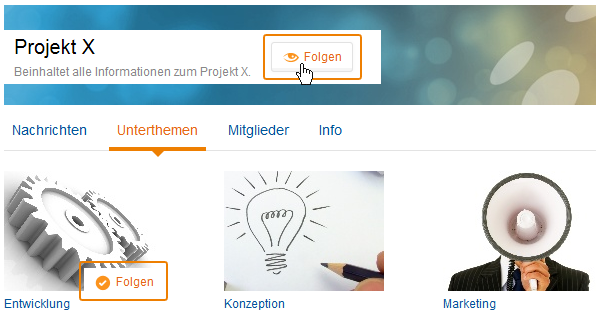 Projekt X
Folgen
Beinhaltet alle Informationen zum Projekt X.
Nachrichten Unterthemen Mitglieder Info
Folgen
Entwicklung Konzeption Marketing